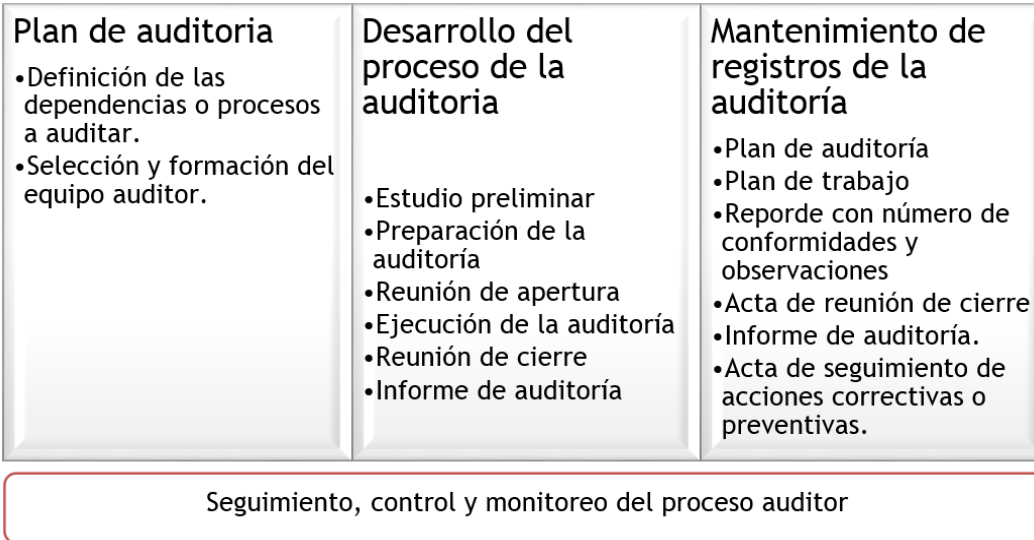 Plan de auditoria
•Definición de las
dependencias o procesos
a auditar.
•Selección y formación del
equipo auditor.
Desarrollo del
proceso de la
auditoria
•Estudio preliminar
•Preparación de la
auditoría
•Reunión de apertura
•Ejecución de la auditoría
•Reunión de cierre
•Informe de auditoría
Mantenimiento de
registros de la
auditoría
•Plan de auditoría
•Plan de trabajo
•Reporde con número de
conformidades y
observaciones
•Acta de reunión de cierre
•Informe de auditoría.
•Acta de seguimiento de
acciones correctivas o
preventivas.
Seguimiento, control y monitoreo del proceso auditor